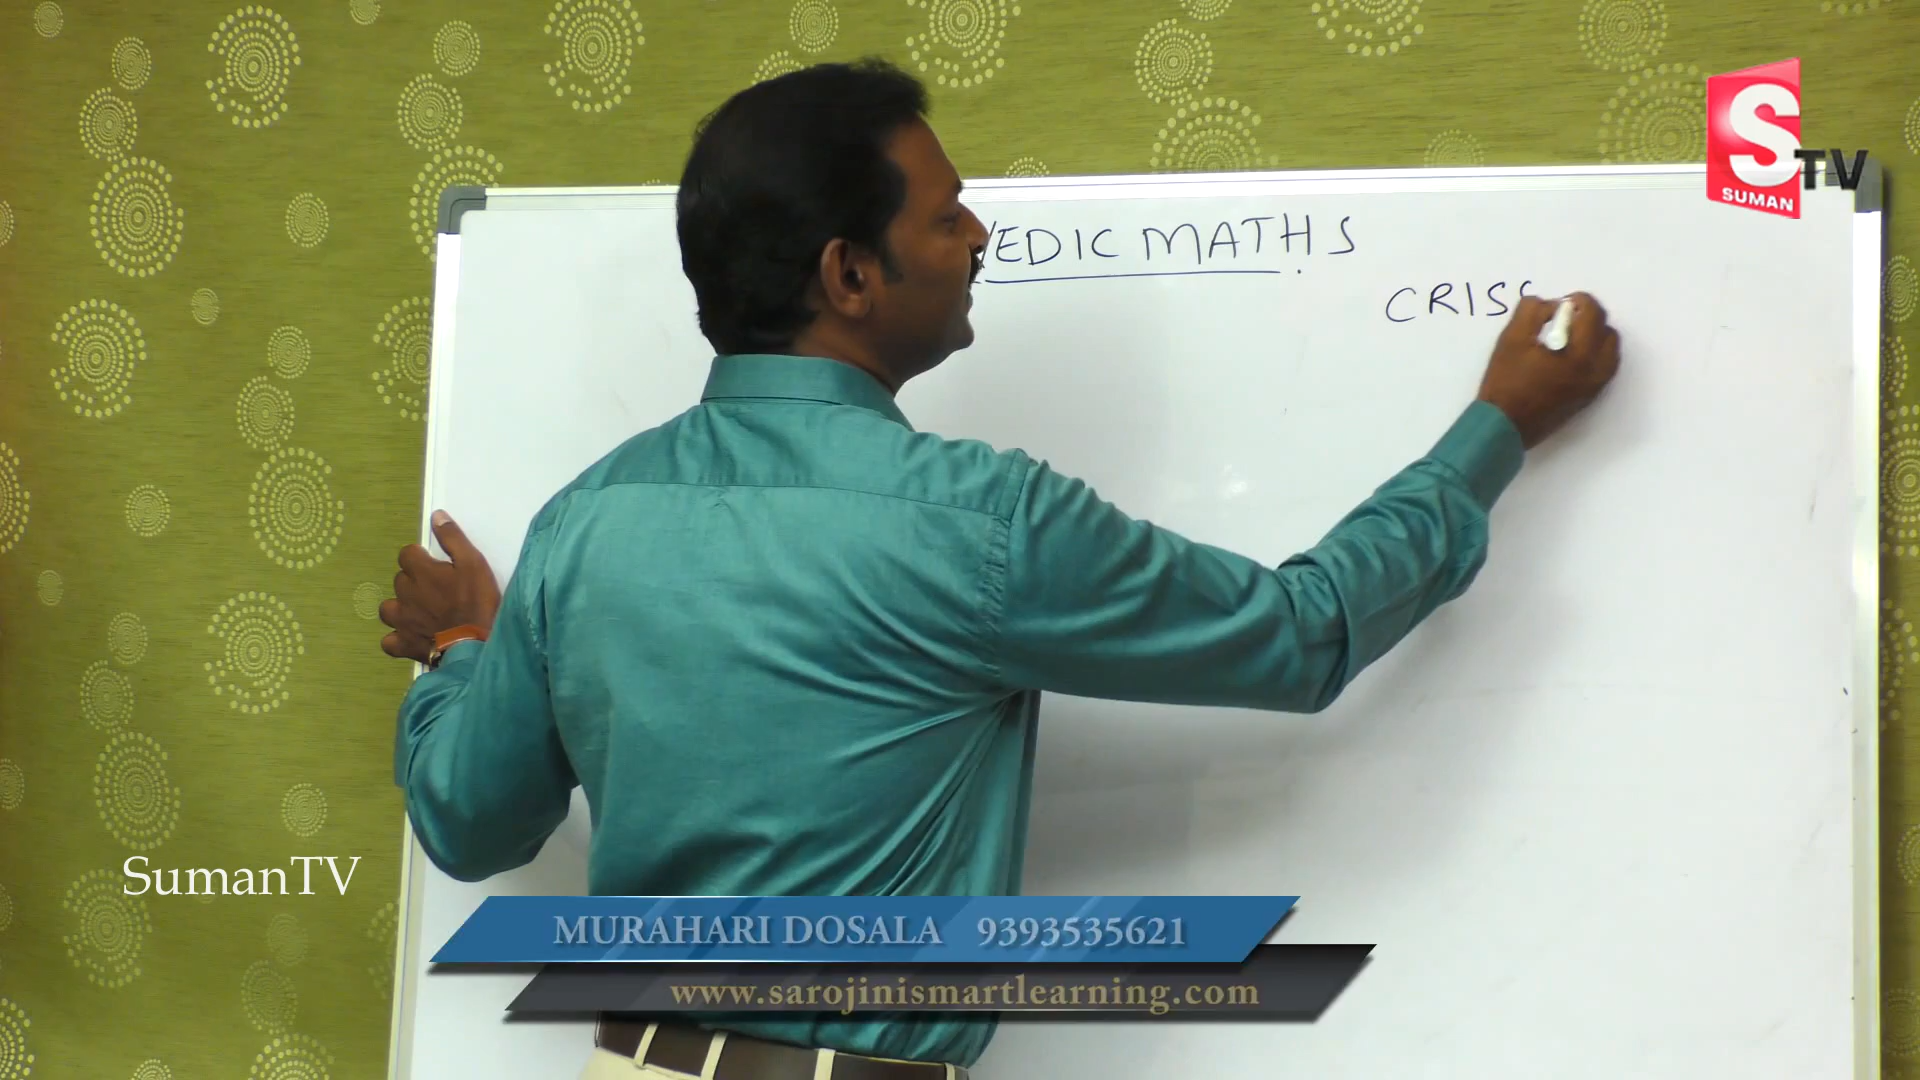 S
SUMAN
TV
VEDIC MATHS
CRISS
SumanTV
MURAHARI DOSALA 9393535621
www.sarojinismartlearning.com